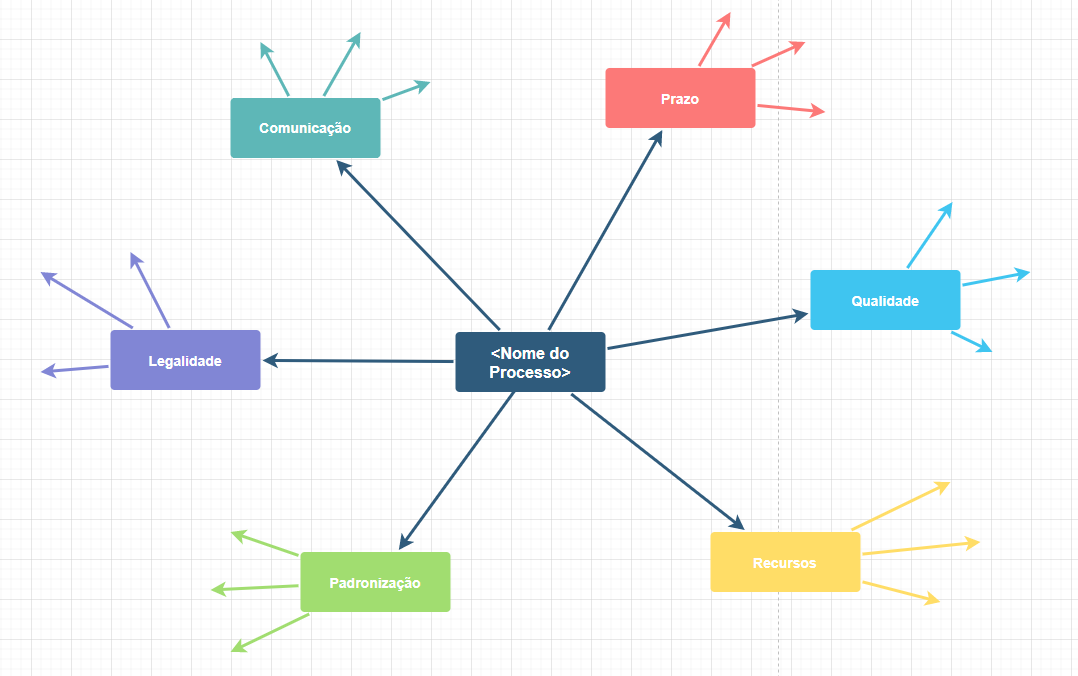 Prazo
Comunicação
Qualidade
<Nome do
Processo>
Legalidade
Recursos
Padronização